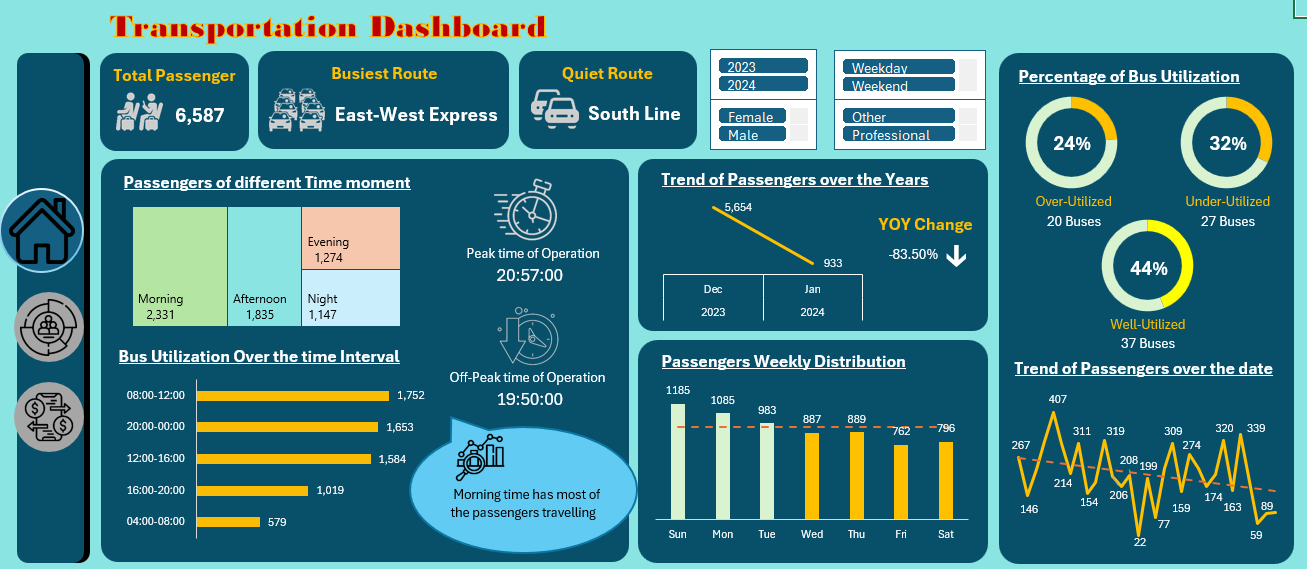 Transportation Dashboard
Total Passenger
6,587
Busiest Route
East-West Express
Quiet Route
South Line
2023
2024
Female
Male
Weekday
Weekend
Other
Professional
Passengers of different Time moment
Morning
2,331
Afternoon
1,835
Evening
1,274
Night
1,147
Peak time of Operation
20:57:00
Off-Peak time of Operation
19:50:00
Bus Utilization Over the time Interval
08:00-12:00 1,752
20:00-00:00 1,653
12:00-16:00 1,584
16:00-20:00 1,019
04:00-08:00 579
Morning time has most of
the passengers travelling
Trend of Passengers over the Years
5,654
933
Dec Jan
2023 2024
YOY Change
-83.50%
Passengers Weekly Distribution
1185 1085 983 887 889 762 796
Sun Mon Tue Wed Thu Fri Sat
Percentage of Bus Utilization
24%
Over-Utilized
20 Buses
32%
Under-Utilized
27 Buses
44%
Well-Utilized
37 Buses
Trend of Passengers over the date
267 146 407 214 311 154 319 206 208 22 199 77 309 159 274 174 320 163 339 59 89